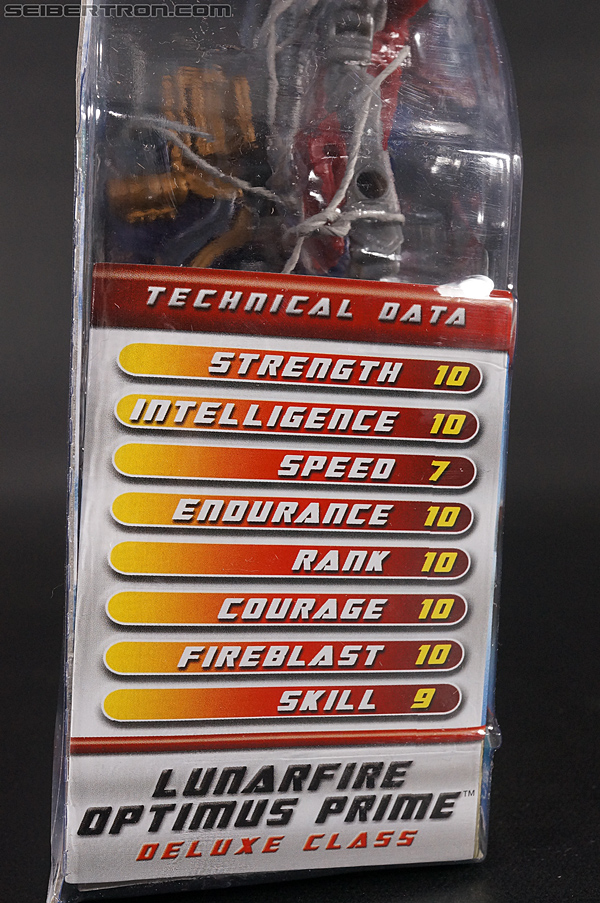 SEIBERTRON.COM
TECHNICAL DATA
STRENGTH 10
INTELLIGENCE 10
SPEED 7
ENDURANCE 10
RANK 10
COURAGE 10
FIREBLAST 10
SKILL 9
LUNARFIRE
OPTIMUS PRIME™
DELUXE CLASS